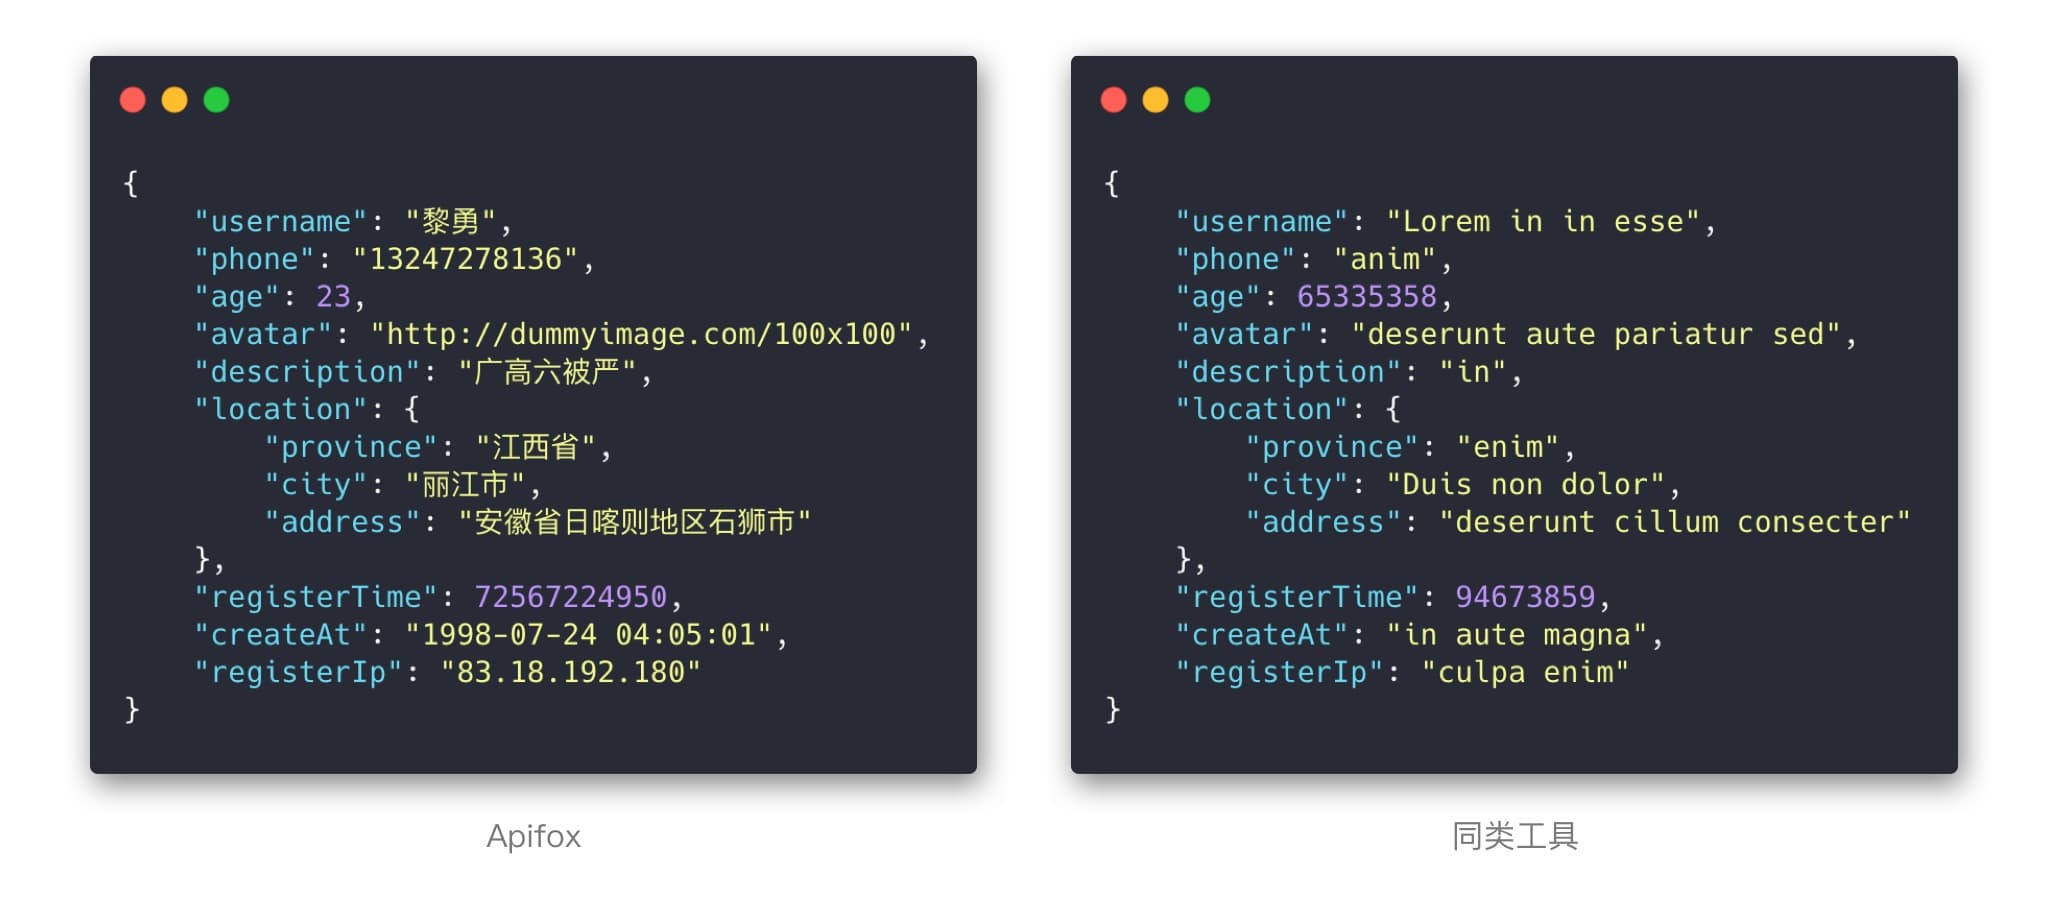 {
    "username": "黎勇",
    "phone": "13247278136",
    "age": 23,
    "avatar": "http://dummyimage.com/100x100",
    "description": "广高六被严",
    "location": {
        "province": "江西省",
        "city": "丽江市",
        "address": "安徽省日喀则地区石狮市"
    },
    "registerTime": 72567224950,
    "createAt": "1998-07-24 04:05:01",
    "registerIp": "83.18.192.180"
}
Apifox
{
    "username": "Lorem in in esse",
    "phone": "anim",
    "age": 65335358,
    "avatar": "deserunt aute pariatur sed",
    "description": "in",
    "location": {
        "province": "enim",
        "city": "Duis non dolor",
        "address": "deserunt cillum consecter"
    },
    "registerTime": 94673859,
    "createAt": "in aute magna",
    "registerIp": "culpa enim"
}
同类工具